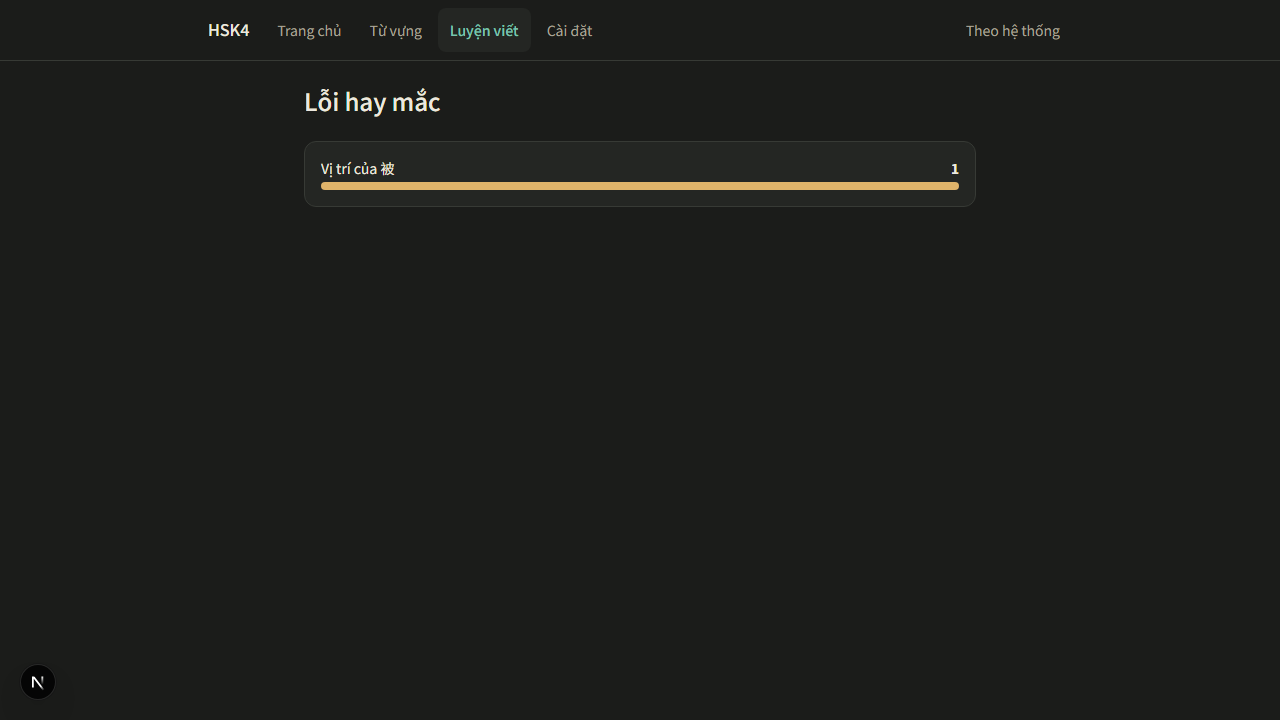 HSK4 Trang chủ Từ vựng Luyện viết Cài đặt Theo hệ thống
Lỗi hay mắc
Vị trí của 被 1
N